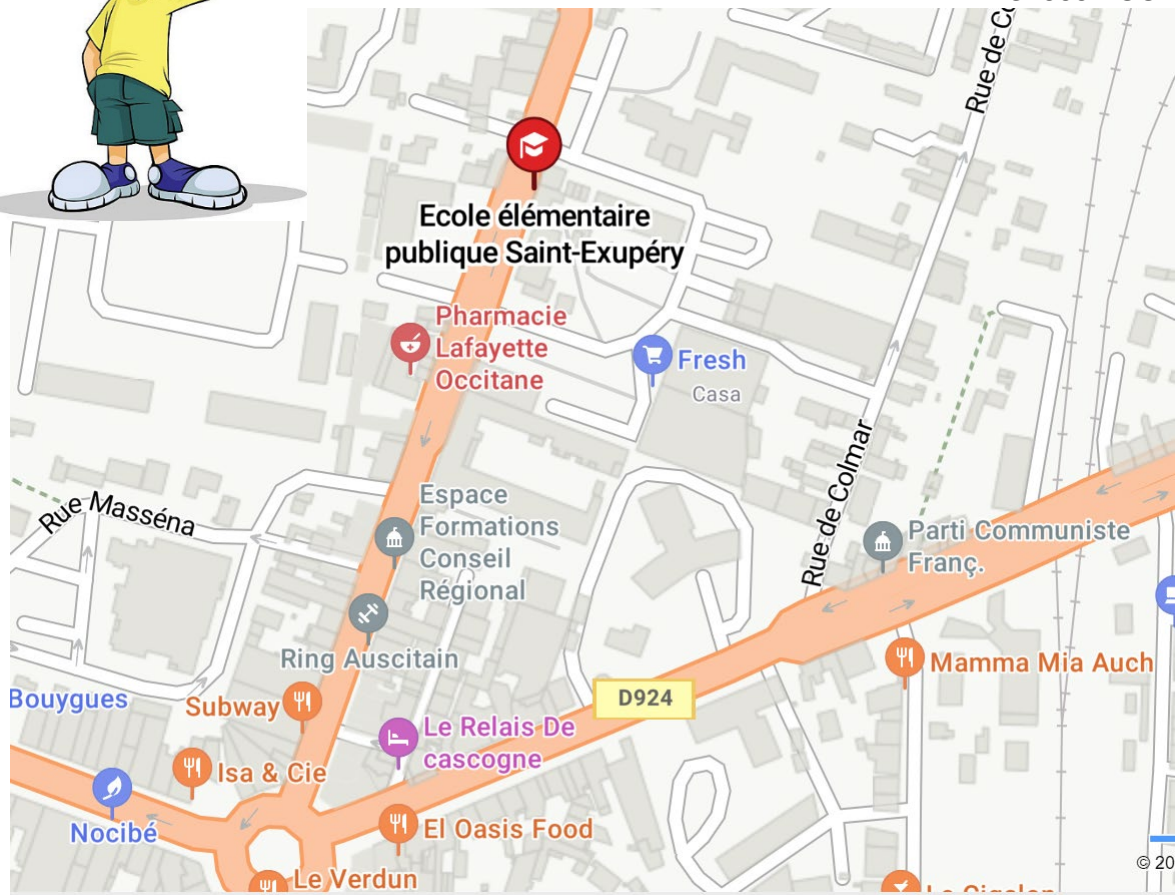 Rue de Co
Ecole élémentaire
publique Saint-Exupéry
Pharmacie
Lafayette
Occitane
Fresh
Casa
Rue de Colmar
Rue Masséna
Espace
Formations
Conseil
Régional
Parti Communiste
Franç.
Ring Auscitain
Mamma Mia Auch
Bouygues
Subway
D924
Le Relais De
cascogne
Isa & Cie
Nocibé
El Oasis Food
Le Verdun
© 20